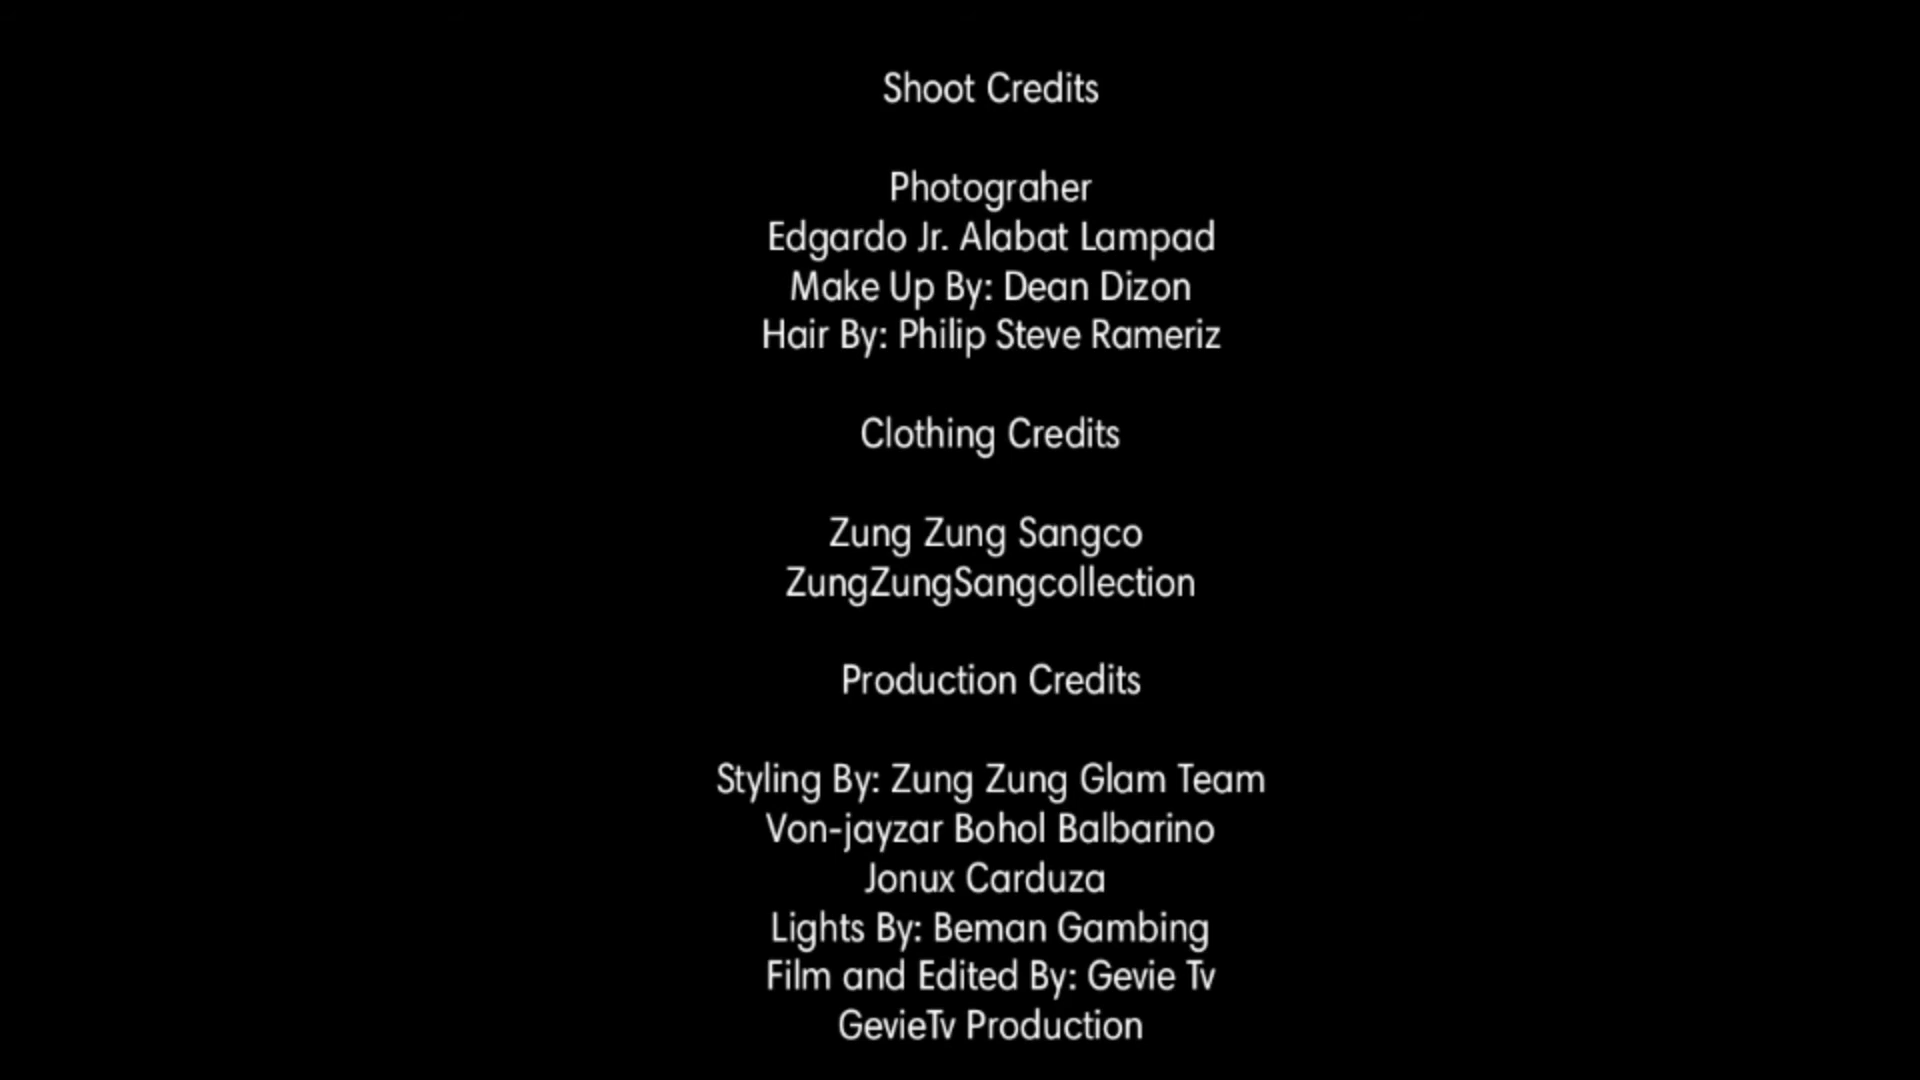 Shoot Credits
Photograher
Edgardo Jr. Alabat Lampad
Make Up By: Dean Dizon
Hair By: Philip Steve Rameriz
Clothing Credits
Zung Zung Sangco
ZungZungSangcollection
Production Credits
Styling By: Zung Zung Glam Team
Von-jayzar Bohol Balbarino
Jonux Carduza
Lights By: Beman Gambing
Film and Edited By: Gevie Tv
GevieTv Production